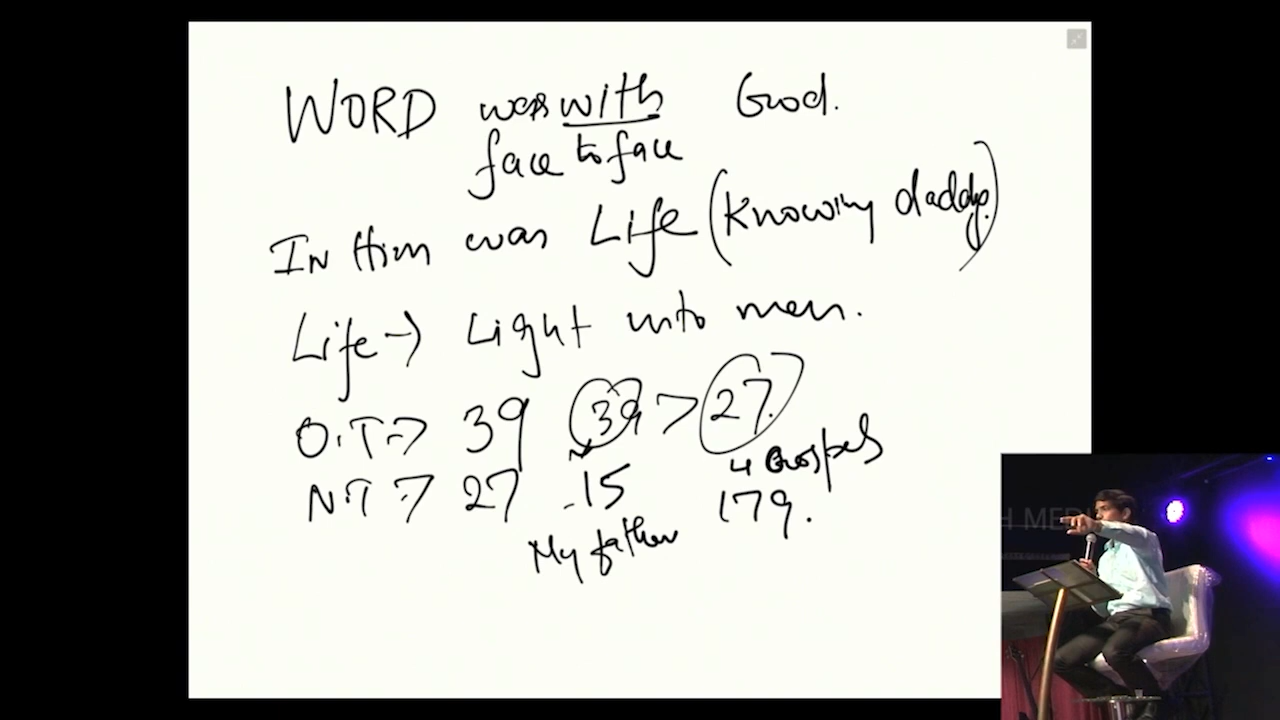 WORD was with God.
face to face
In Him was Life (Knowing daddy.)
Life → Light unto men.
O.T → 39 39 > 27.
4 Gospels
N.T → 27 15 179.
My father
H MEDI